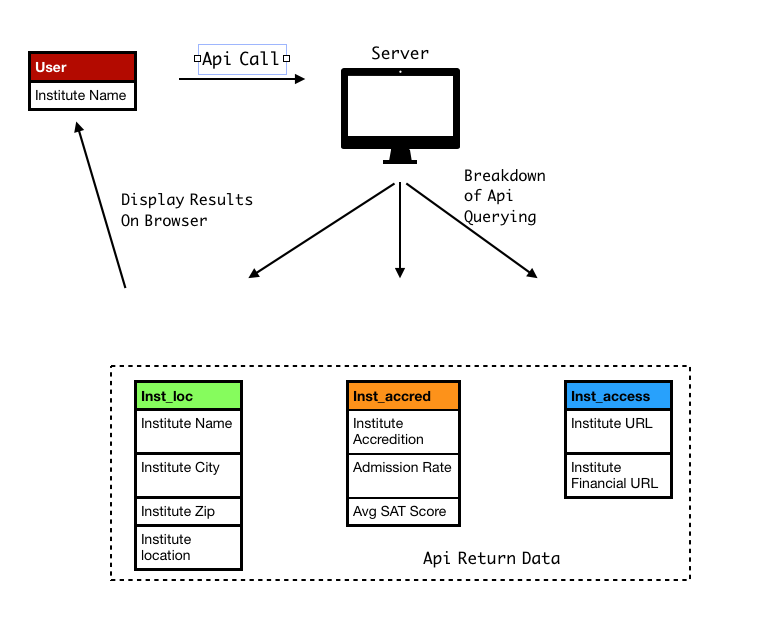 Server
Api Call
User
Institute Name
Breakdown
of Api
Querying
Display Results
On Browser
Inst_loc
Institute Name
Institute City
Institute Zip
Institute
location
Inst_accred
Institute
Accredition
Admission Rate
Avg SAT Score
Inst_access
Institute URL
Institute
Financial URL
Api Return Data